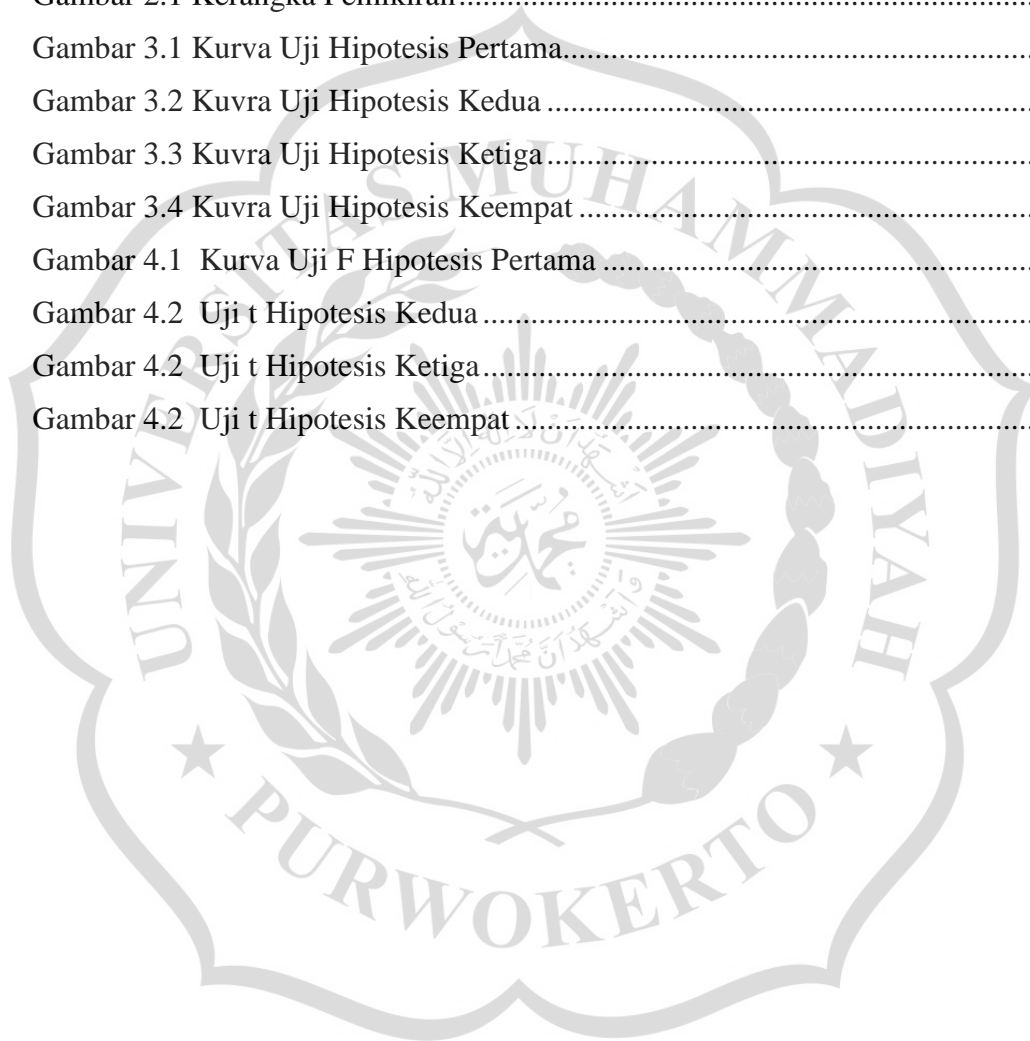 Gambar 2.1 Kerangka Pemikiran
Gambar 3.1 Kurva Uji Hipotesis Pertama
Gambar 3.2 Kuvra Uji Hipotesis Kedua
Gambar 3.3 Kuvra Uji Hipotesis Ketiga
Gambar 3.4 Kuvra Uji Hipotesis Keempat
Gambar 4.1  Kurva Uji F Hipotesis Pertama
Gambar 4.2  Uji t Hipotesis Kedua
Gambar 4.2  Uji t Hipotesis Ketiga
Gambar 4.2  Uji t Hipotesis Keempat
UNIVERSITAS MUHAMMADIYAH
PURWOKERTO